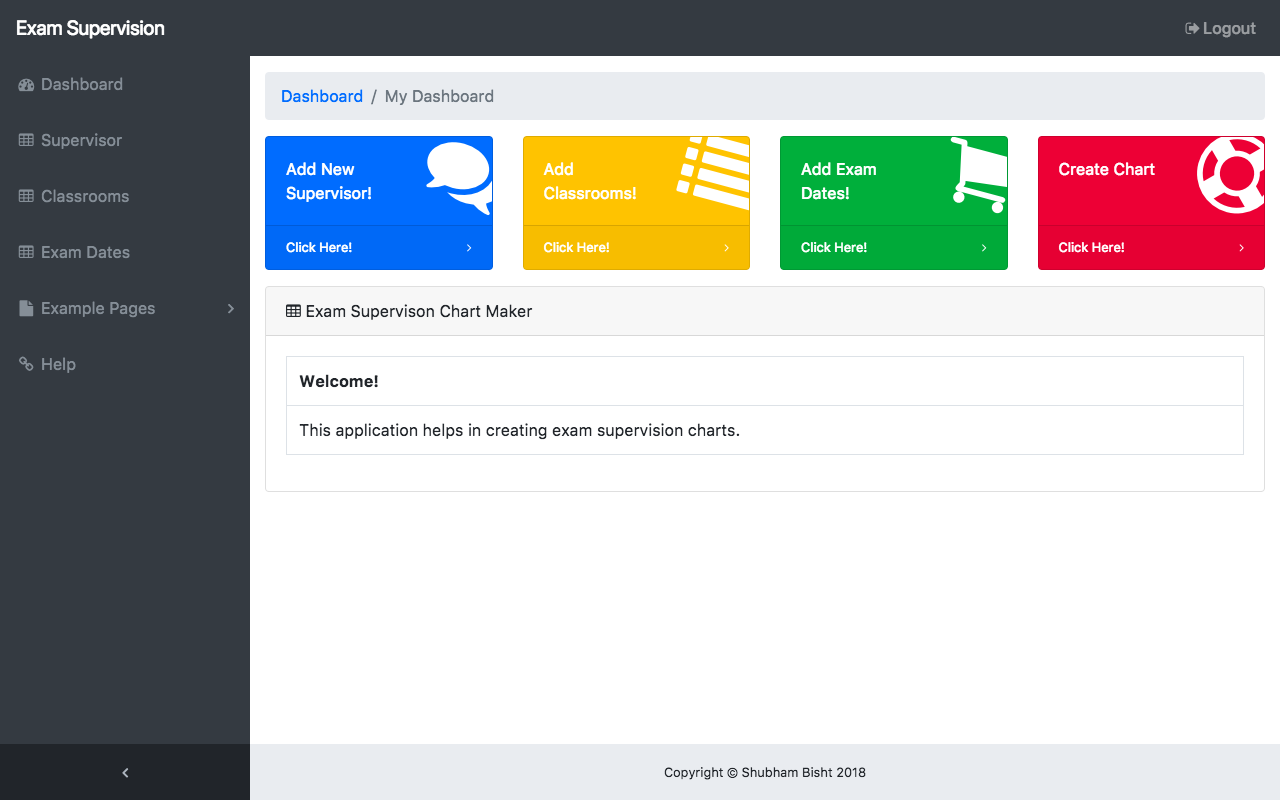 Exam Supervision
Logout
Dashboard
Supervisor
Classrooms
Exam Dates
Example Pages
Help
Dashboard / My Dashboard
Add New
Supervisor!
Click Here!
Add
Classrooms!
Click Here!
Add Exam
Dates!
Click Here!
Create Chart
Click Here!
Exam Supervison Chart Maker
Welcome!
This application helps in creating exam supervision charts.
Copyright © Shubham Bisht 2018